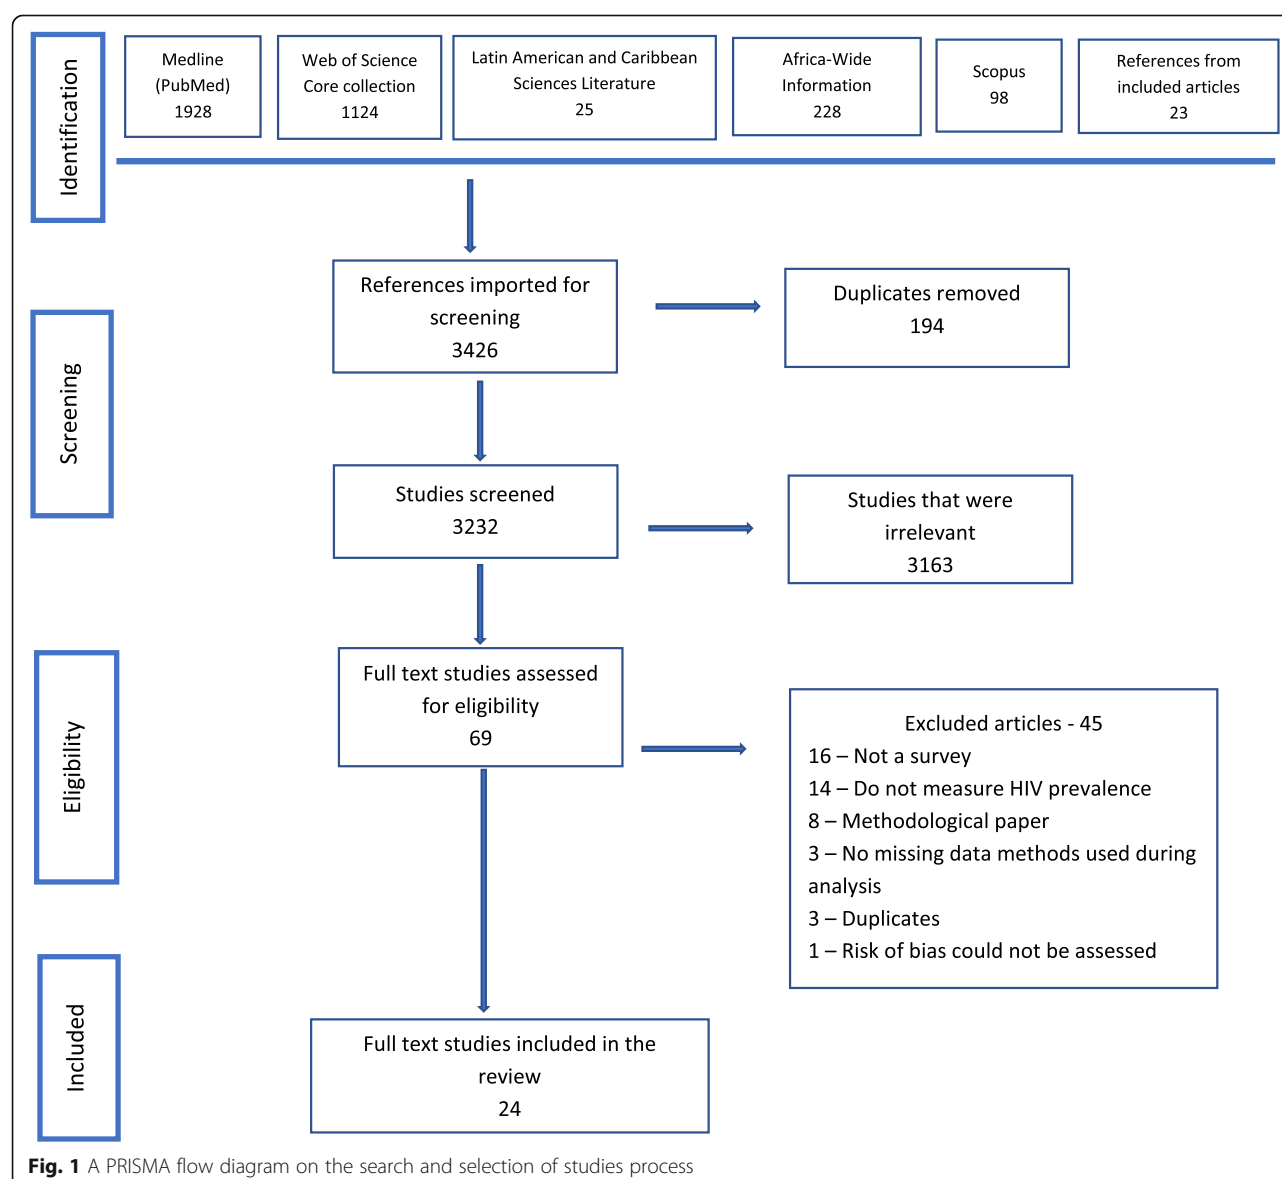 Identification
Medline
(PubMed)
1928
Web of Science
Core collection
1124
Latin American and Caribbean
Sciences Literature
25
Africa-Wide
Information
228
Scopus
98
References from
included articles
23
Screening
References imported for
screening
3426
Duplicates removed
194
Studies screened
3232
Studies that were
irrelevant
3163
Eligibility
Full text studies assessed
for eligibility
69
Excluded articles - 45
16 – Not a survey
14 – Do not measure HIV prevalence
8 – Methodological paper
3 – No missing data methods used during
analysis
3 – Duplicates
1 – Risk of bias could not be assessed
Included
Full text studies included in the
review
24
Fig. 1 A PRISMA flow diagram on the search and selection of studies process